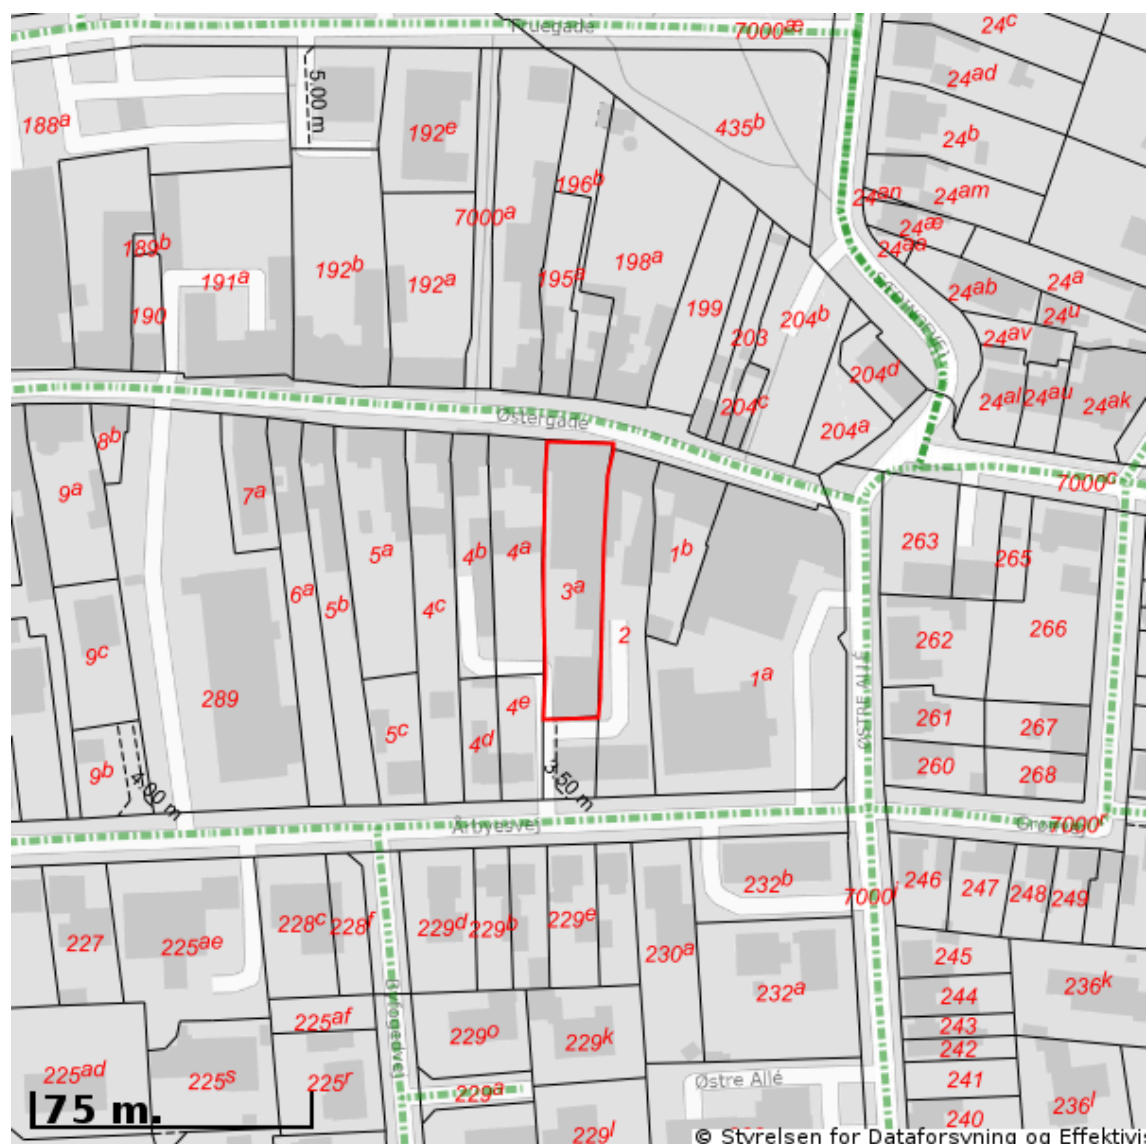 Fruegade
7000æ
24c
24ad
5.00 m
188a
192e
435b
24b
24am
24an
196b
7000a
24æ
24aa
189b
191a
192b
192a
195a
198a
199
203
204b
24ab
24a
24u
24av
190
204d
204c
204a
24al
24au
24ak
Østergade
8b
9a
7a
7000c
5a
4b
4a
1b
263
265
6a
5b
4c
3a
2
262
266
9c
289
1a
ØSTRE ALLÉ
4e
5c
4d
261
267
9b
4.00 m
3.50 m
260
268
Årbyesvej
7000r
232b
7000i
246
247
248
249
227
225ae
228c
228f
229d
229b
229e
230a
232a
245
244
243
242
241
240
236k
225af
229o
229k
225ad
225s
225r
229a
Østre Allé
236l
229l
75 m.
© Styrelsen for Dataforsyning og Effektivis